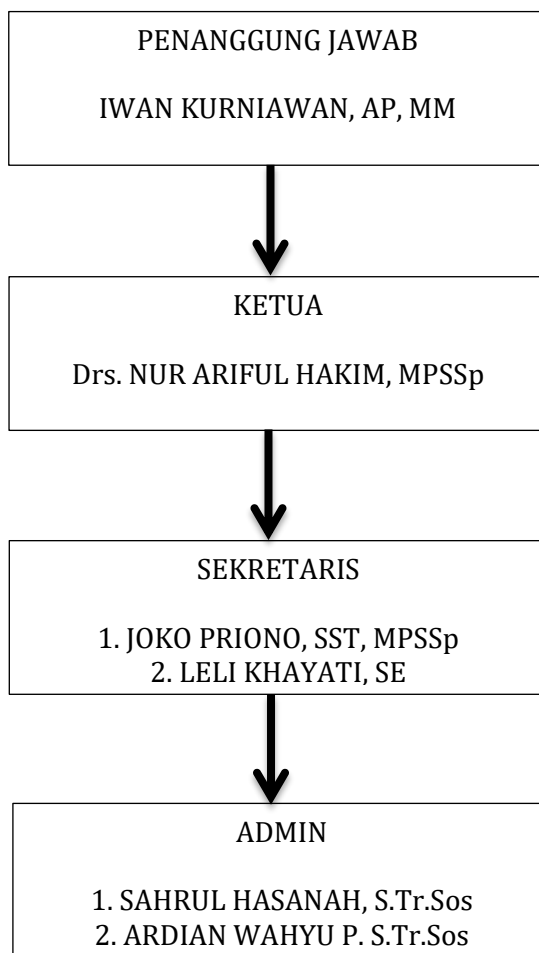 PENANGGUNG JAWAB
IWAN KURNIAWAN, AP, MM
KETUA
Drs. NUR ARIFUL HAKIM, MPSSp
SEKRETARIS
1. JOKO PRIONO, SST, MPSSp
2. LELI KHAYATI, SE
ADMIN
1. SAHRUL HASANAH, S.Tr.Sos
2. ARDIAN WAHYU P. S.Tr.Sos